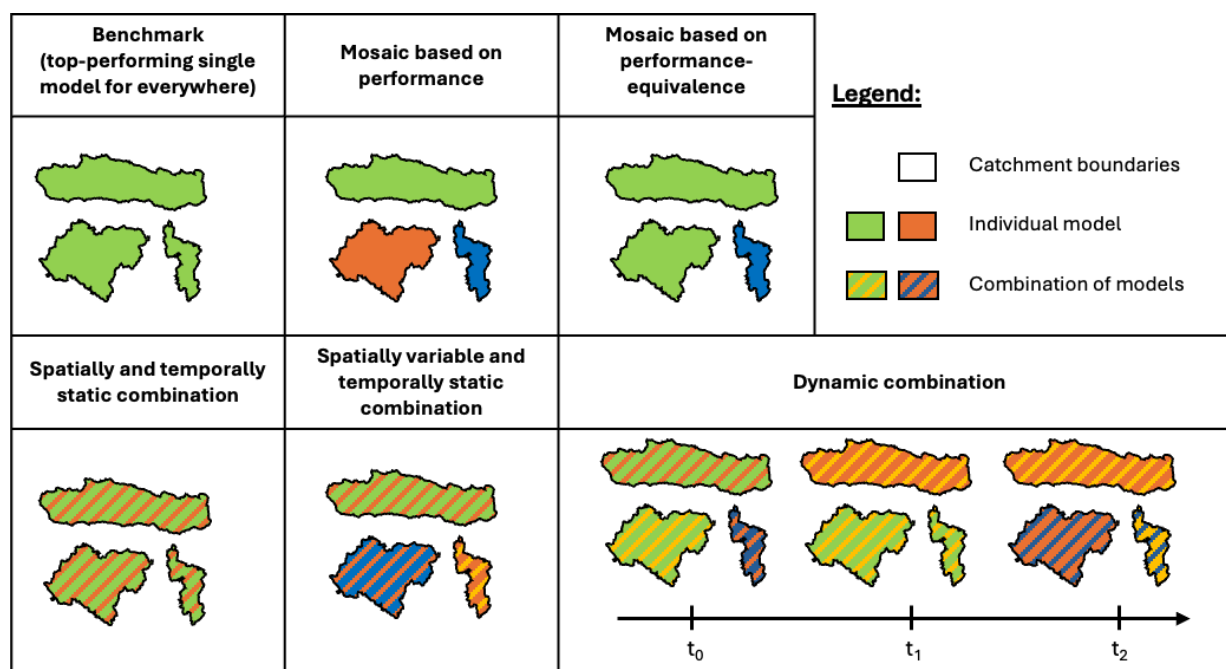 Benchmark
(top-performing single
model for everywhere)
Mosaic based on
performance
Mosaic based on
performance-
equivalence
Legend:
Catchment boundaries
Individual model
Combination of models
Spatially and temporally
static combination
Spatially variable and
temporally static
combination
Dynamic combination
t0
t1
t2